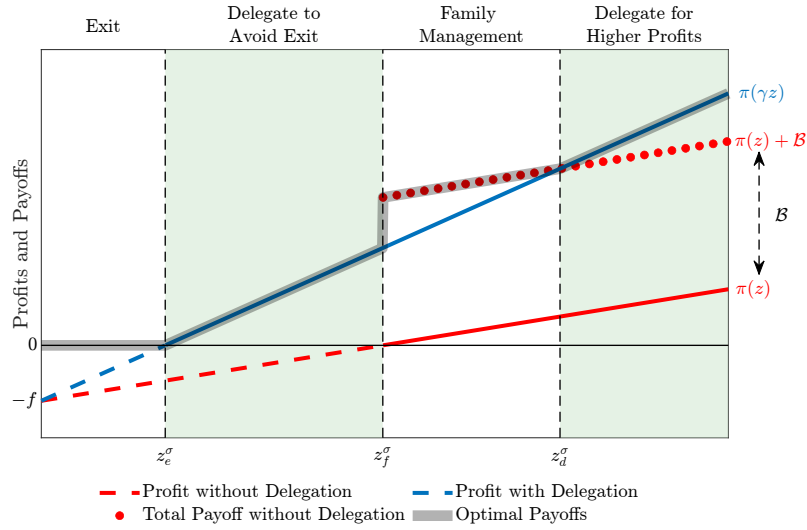 Exit
Delegate to
Avoid Exit
Family
Management
Delegate for
Higher Profits
Profits and Payoffs
π(γz)
π(z) + ℬ
ℬ
π(z)
0
−f
z_e^σ
z_f^σ
z_d^σ
Profit without Delegation
Profit with Delegation
Total Payoff without Delegation
Optimal Payoffs